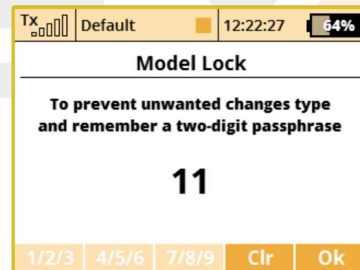 Tx Default 12:22:27 64%
Model Lock
To prevent unwanted changes type
and remember a two-digit passphrase
11
1/2/3 4/5/6 7/8/9 Clr Ok